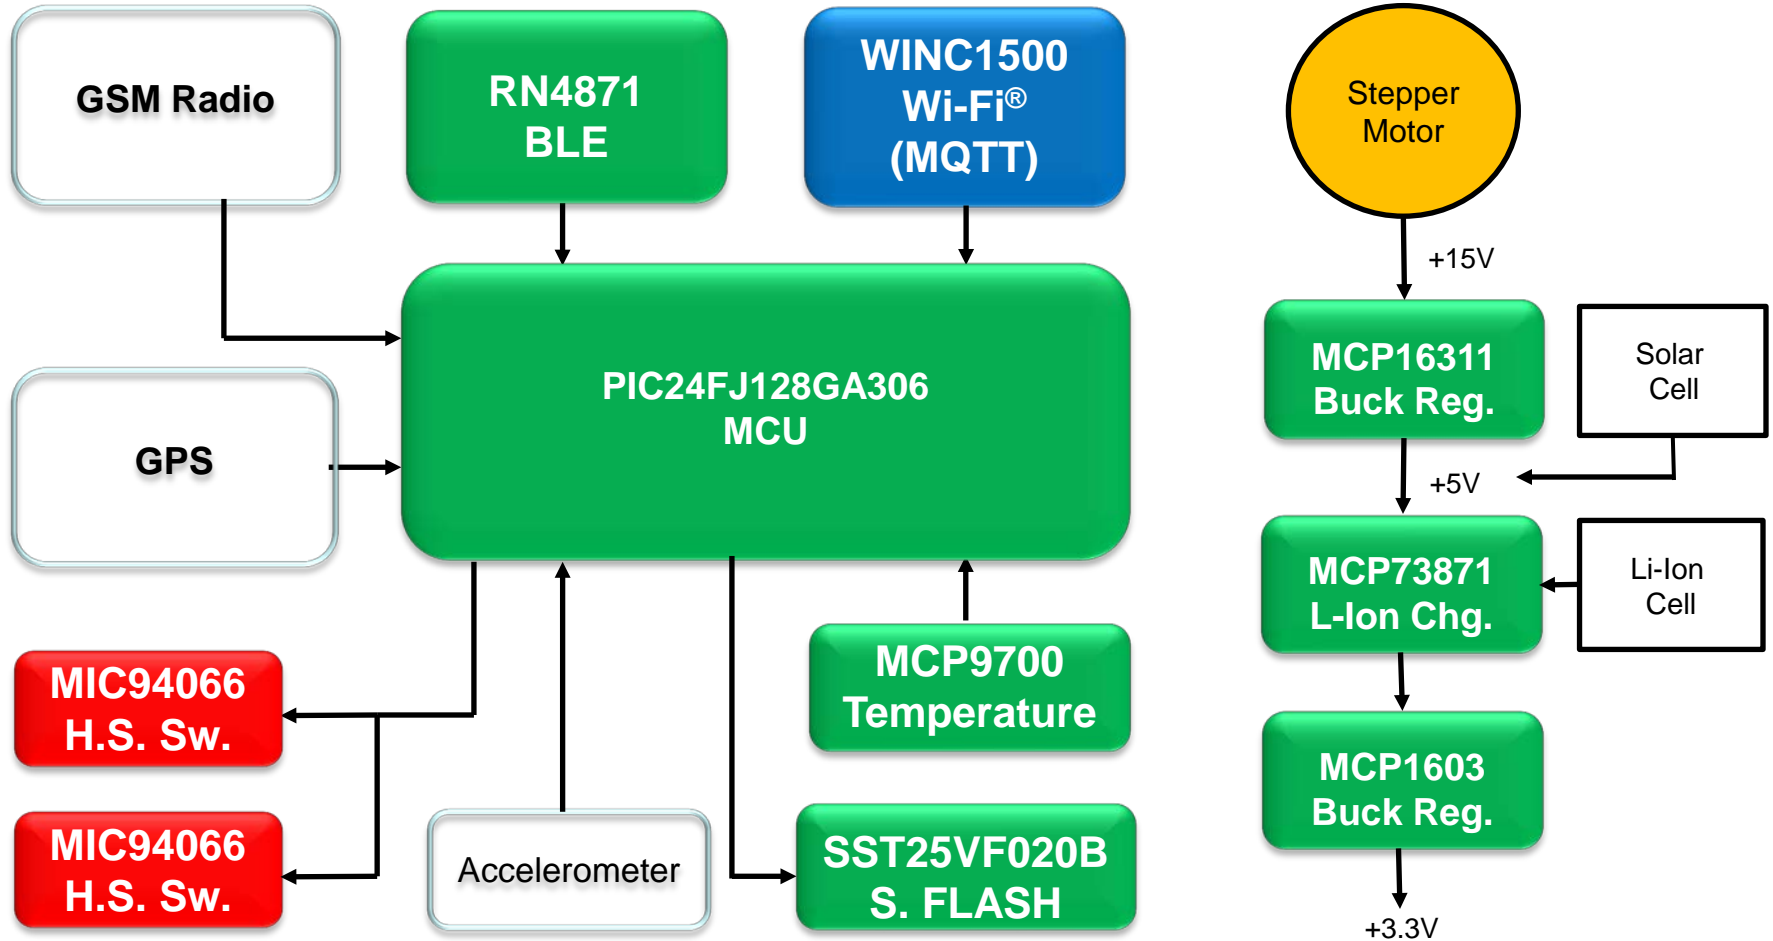 GSM Radio
RN4871
BLE
WINC1500
Wi-Fi®
(MQTT)
Stepper
Motor
+15V
PIC24FJ128GA306
MCU
MCP16311
Buck Reg.
Solar
Cell
GPS
+5V
MCP73871
L-Ion Chg.
Li-Ion
Cell
MIC94066
H.S. Sw.
MCP9700
Temperature
MCP1603
Buck Reg.
MIC94066
H.S. Sw.
Accelerometer
SST25VF020B
S. FLASH
+3.3V